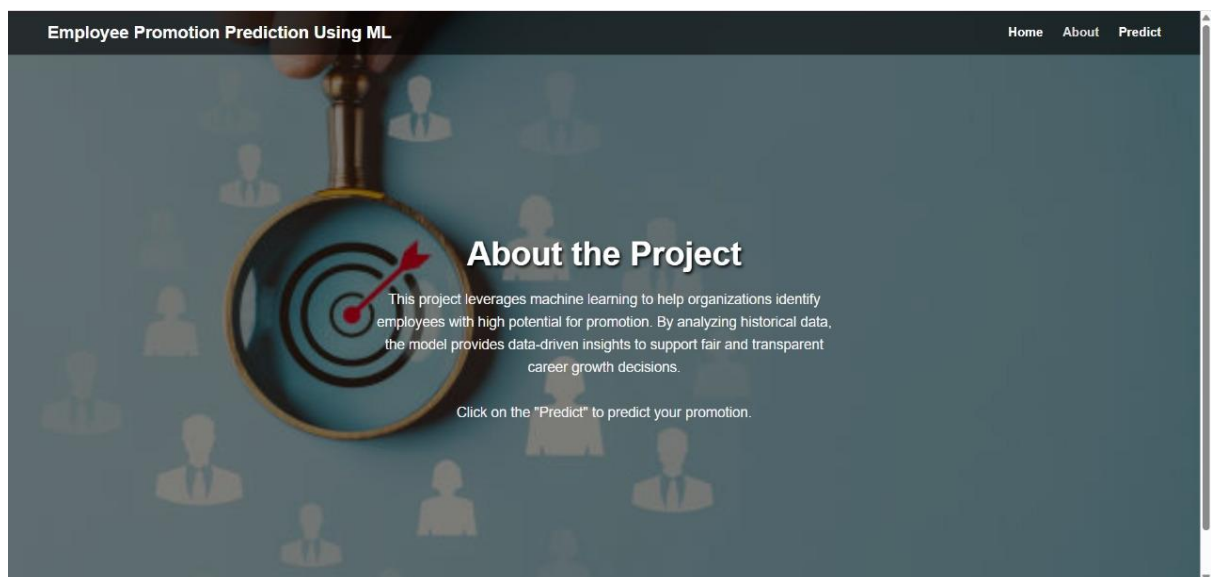 Employee Promotion Prediction Using ML
Home About Predict
About the Project
This project leverages machine learning to help organizations identify
employees with high potential for promotion. By analyzing historical data,
the model provides data-driven insights to support fair and transparent
career growth decisions.
Click on the "Predict" to predict your promotion.